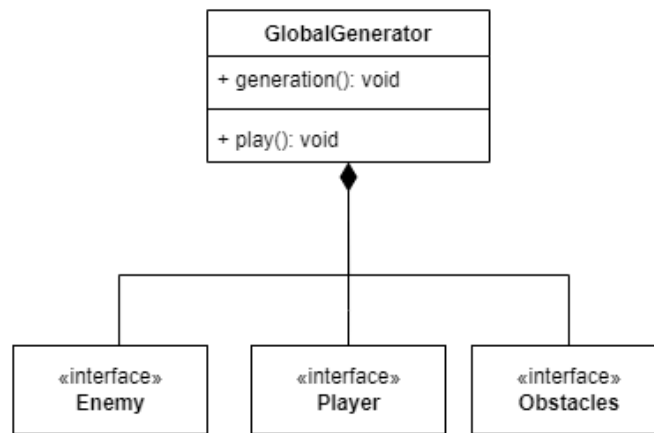 GlobalGenerator
+ generation(): void
+ play(): void
«interface» «interface» «interface»
Enemy Player Obstacles